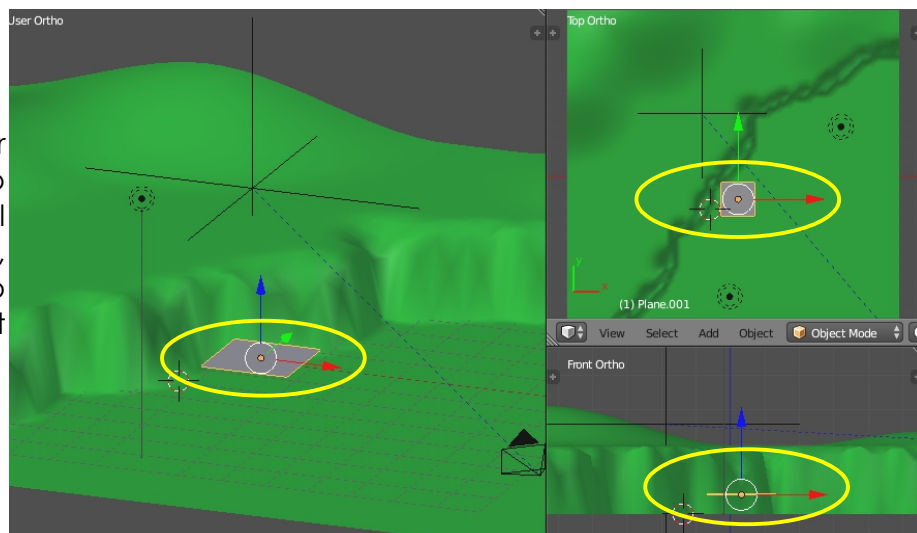 User Ortho
Top Ortho
(1) Plane.001
View Select Add Object Object Mode
Front Ortho
y
x